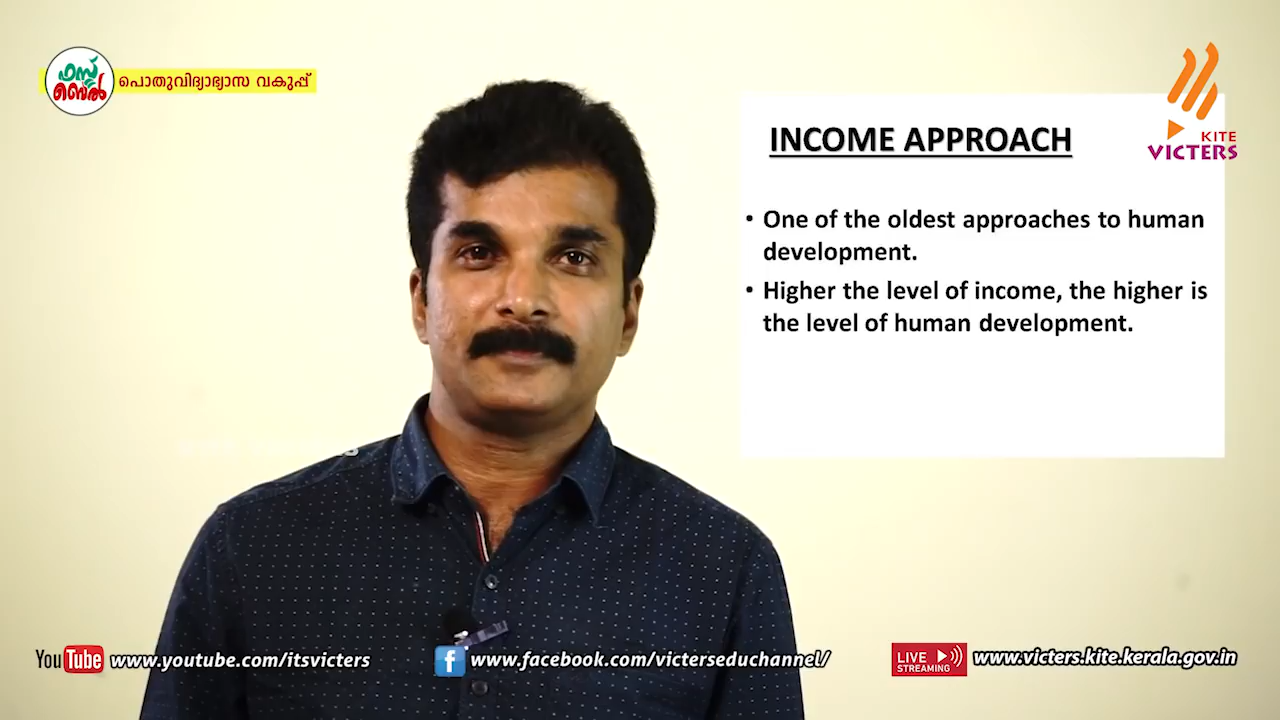 ഫസ്റ്റ്
ബെൽ
പൊതുവിദ്യാഭ്യാസ വകുപ്പ്
KITE
VICTERS
INCOME APPROACH
• One of the oldest approaches to human
development.
• Higher the level of income, the higher is
the level of human development.
YouTube www.youtube.com/itsvicters
f www.facebook.com/victerseduchannel/
LIVE
STREAMING
www.victers.kite.kerala.gov.in